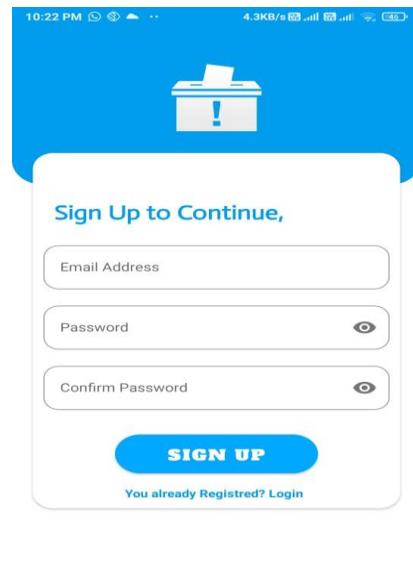 10:22 PM 4.3KB/s 46
Sign Up to Continue,
Email Address
Password
Confirm Password
SIGN UP
You already Registred? Login